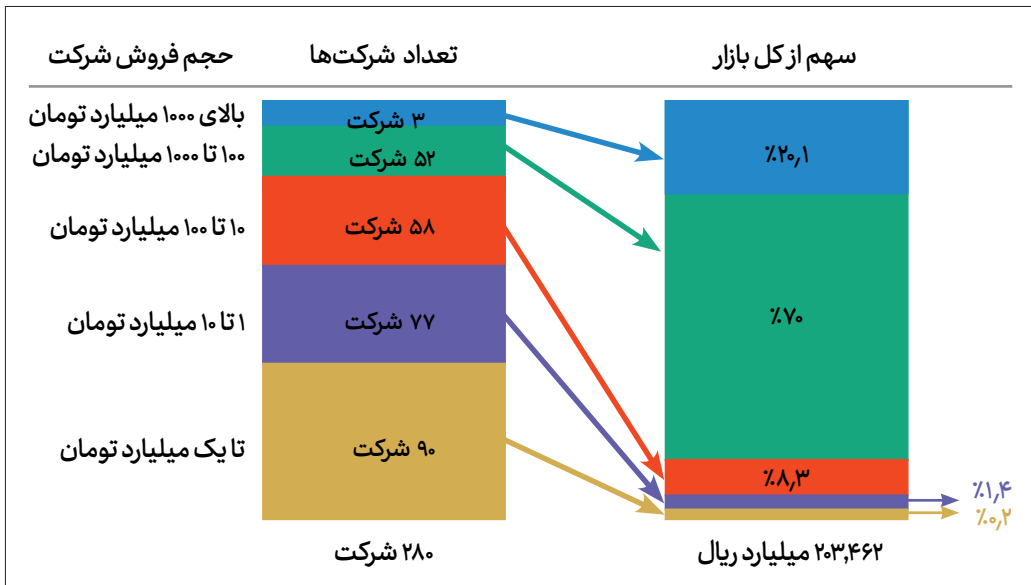 حجم فروش شرکت	تعداد شرکت‌ها	سهم از کل بازار
بالای ۱۰۰۰ میلیارد تومان	۳ شرکت	٪۲۰٫۱
۱۰۰ تا ۱۰۰۰ میلیارد تومان	۵۲ شرکت	٪۷۰
۱۰ تا ۱۰۰ میلیارد تومان	۵۸ شرکت	٪۸٫۳
۱ تا ۱۰ میلیارد تومان	۷۷ شرکت	٪۱٫۴
تا یک میلیارد تومان	۹۰ شرکت	٪۰٫۲
۲۸۰ شرکت	۲۰۳٫۴۶۲ میلیارد ریال